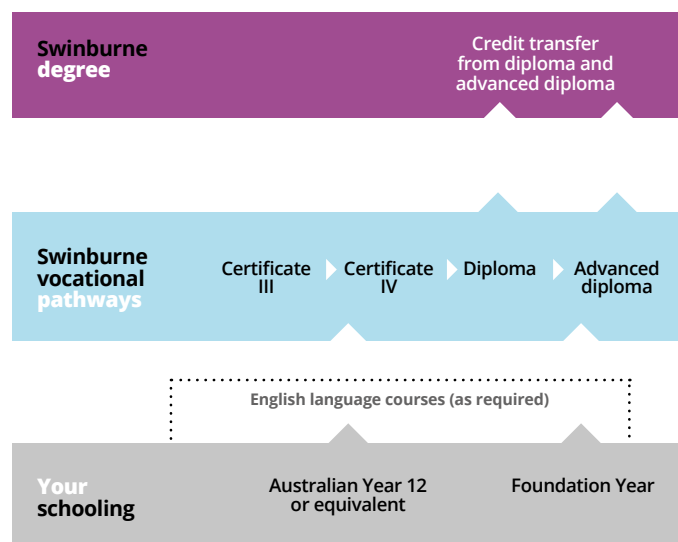 Swinburne
degree
Credit transfer
from diploma and
advanced diploma
Swinburne
vocational
pathways
Certificate
III
Certificate
IV
Diploma
Advanced
diploma
English language courses (as required)
Your
schooling
Australian Year 12
or equivalent
Foundation Year